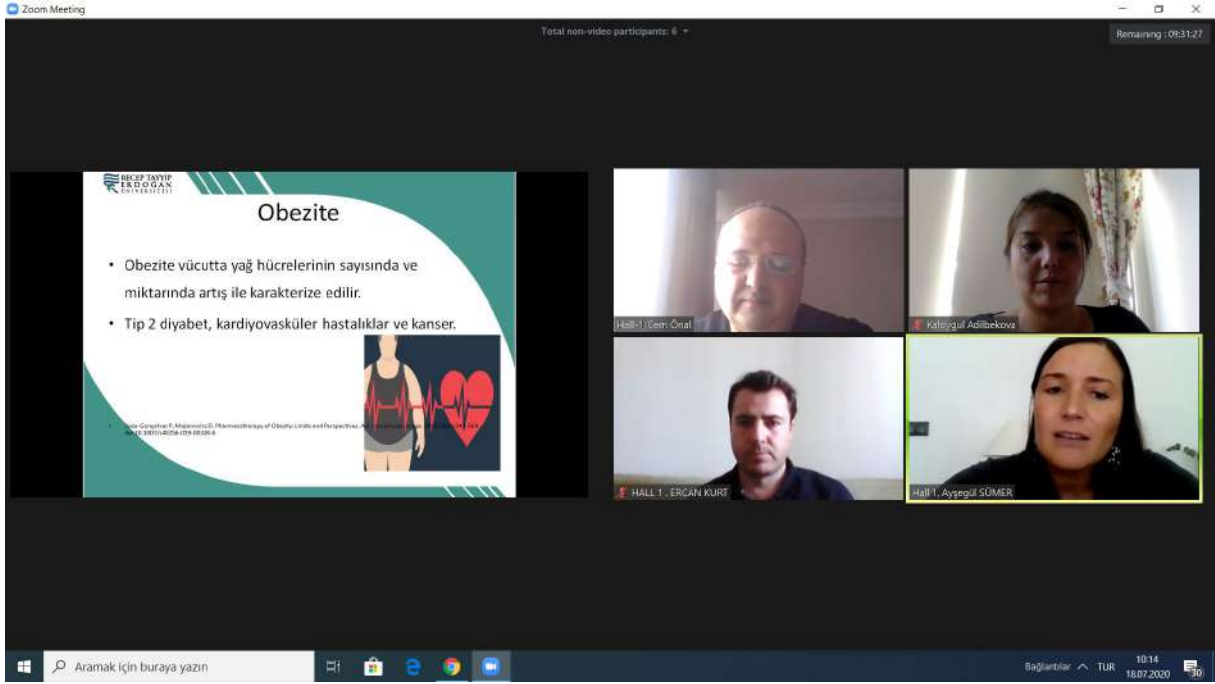 Zoom Meeting
Total non-video participants: 6
Remaining : 09:31:27
RECEP TAYYIP
ERDOĞAN
ÜNİVERSİTESİ
Obezite
• Obezite vücutta yağ hücrelerinin sayısında ve
miktarında artış ile karakterize edilir.
• Tip 2 diyabet, kardiyovasküler hastalıklar ve kanser.
Pharmacotherapy of Obesity: Limits and Perspectives.
Hall-1, Cem Önal
Kaldygul Adilbekova
HALL 1 . ERCAN KURT
Hall 1, Ayşegül SÜMER
Aramak için buraya yazın
Bağlantılar
TUR
10:14
18.07.2020
30